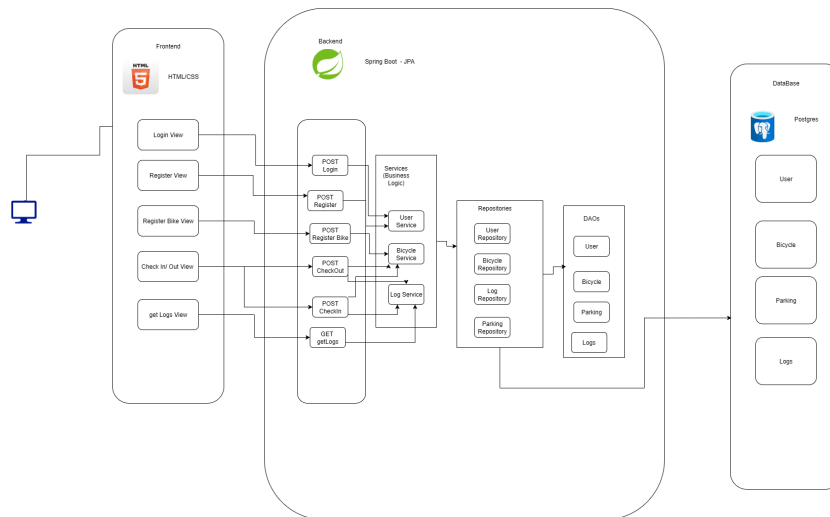 Frontend
HTML
5
HTML/CSS
Login View
Register View
Register Bike View
Check In/ Out View
get Logs View
Backend
Spring Boot - JPA
POST
Login
POST
Register
POST
Register Bike
POST
CheckOut
POST
CheckIn
GET
getLogs
Services
(Business
Logic)
User
Service
Bicycle
Service
Log Service
Repositories
User
Repository
Bicycle
Repository
Log
Repository
Parking
Repository
DAOs
User
Bicycle
Parking
Logs
DataBase
Postgres
User
Bicycle
Parking
Logs